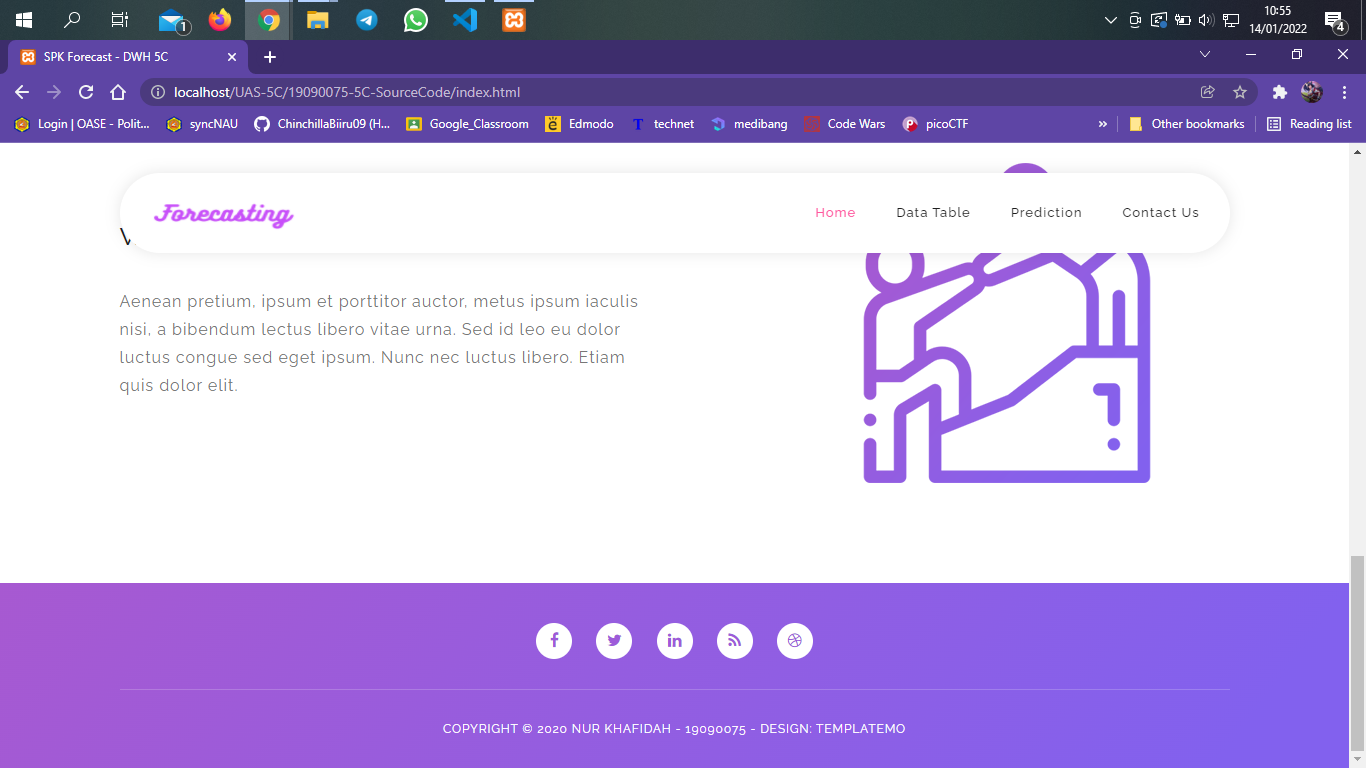 1
10:55
14/01/2022
4
SPK Forecast - DWH 5C
localhost/UAS-5C/19090075-5C-SourceCode/index.html
Login | OASE - Polit...
syncNAU
ChinchillaBiiru09 (H...
Google_Classroom
Edmodo
T technet
medibang
Code Wars
picoCTF
»
Other bookmarks
Reading list
Forecasting
Home
Data Table
Prediction
Contact Us
Aenean pretium, ipsum et porttitor auctor, metus ipsum iaculis
nisi, a bibendum lectus libero vitae urna. Sed id leo eu dolor
luctus congue sed eget ipsum. Nunc nec luctus libero. Etiam
quis dolor elit.
COPYRIGHT © 2020 NUR KHAFIDAH - 19090075 - DESIGN: TEMPLATEMO